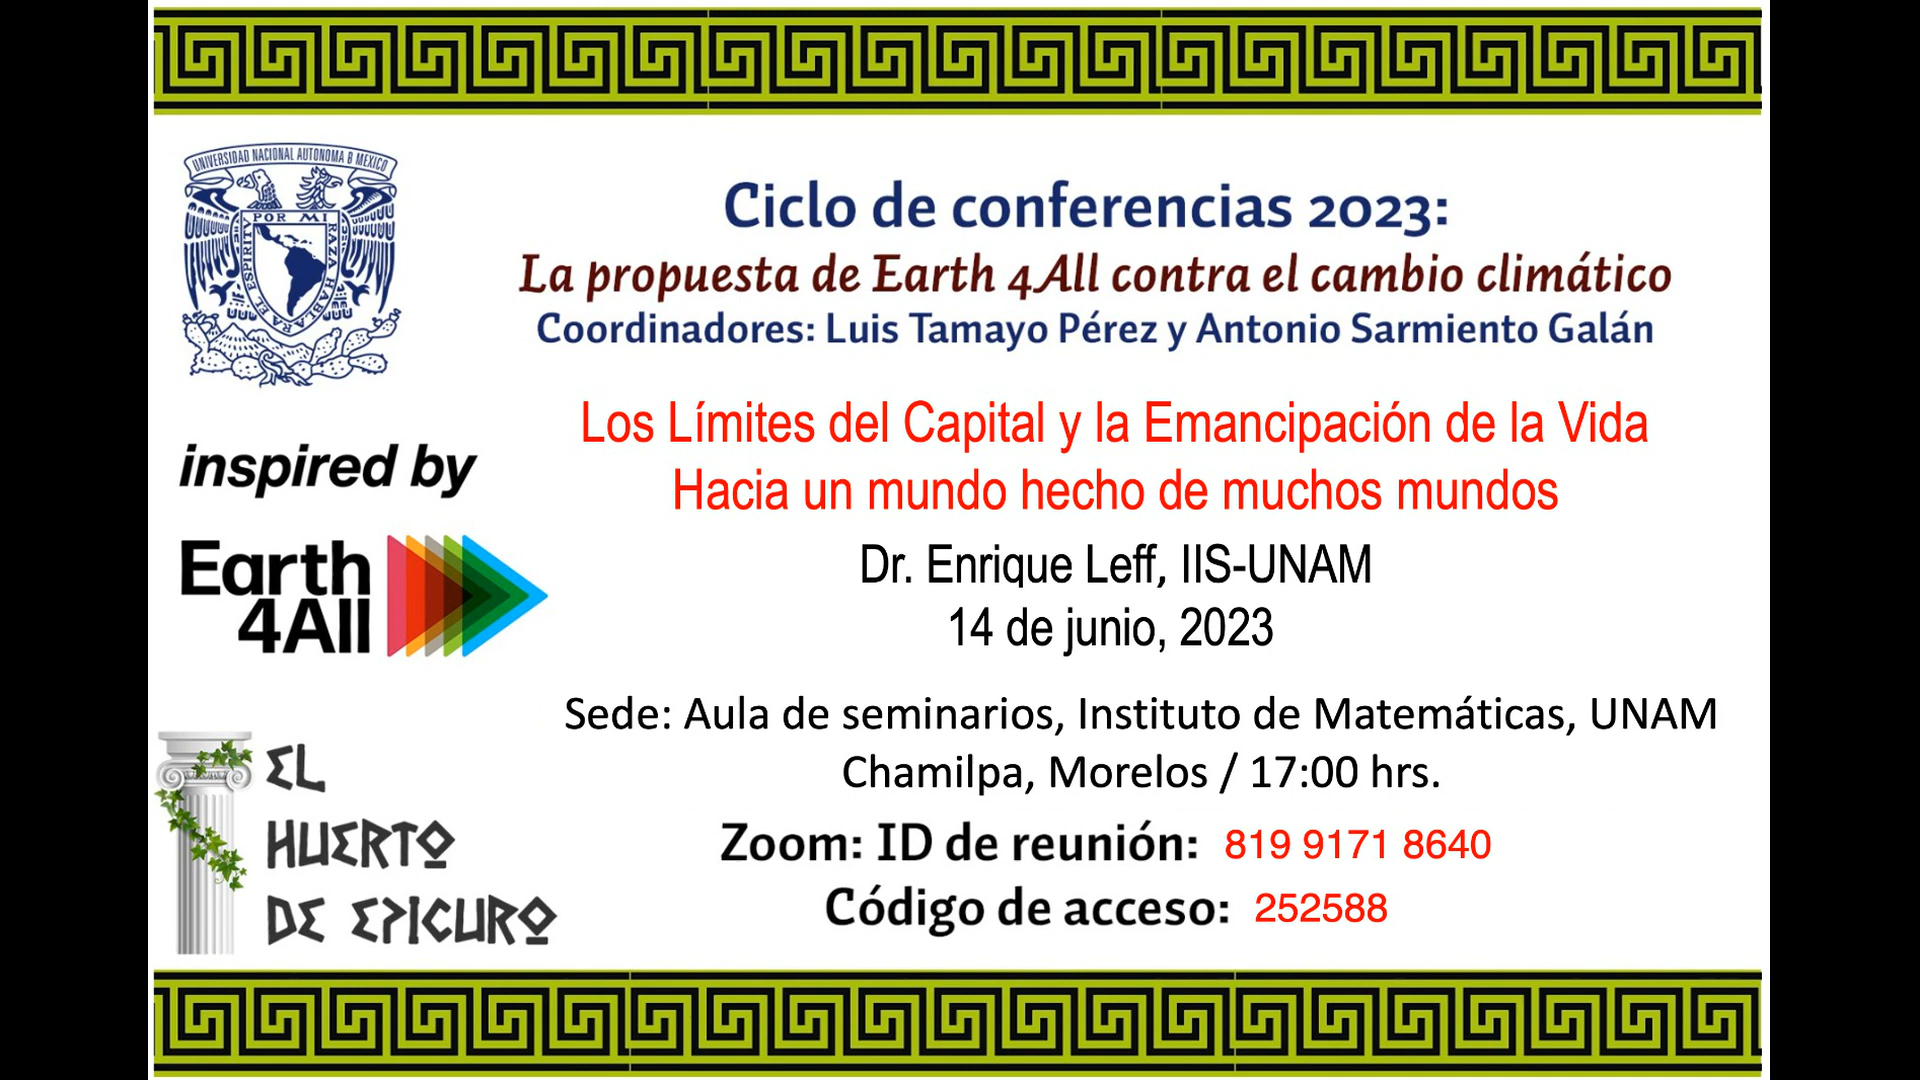 UNIVERSIDAD NACIONAL AUTONOMA D MEXICO
POR MI RAZA HABLARA EL ESPIRITU
Ciclo de conferencias 2023:
La propuesta de Earth 4All contra el cambio climático
Coordinadores: Luis Tamayo Pérez y Antonio Sarmiento Galán
Los Límites del Capital y la Emancipación de la Vida
Hacia un mundo hecho de muchos mundos
Dr. Enrique Leff, IIS-UNAM
14 de junio, 2023
inspired by
Earth
4All
Sede: Aula de seminarios, Instituto de Matemáticas, UNAM
Chamilpa, Morelos / 17:00 hrs.
Zoom: ID de reunión: 819 9171 8640
Código de acceso: 252588
EL
HUERTO
DE EPICURO